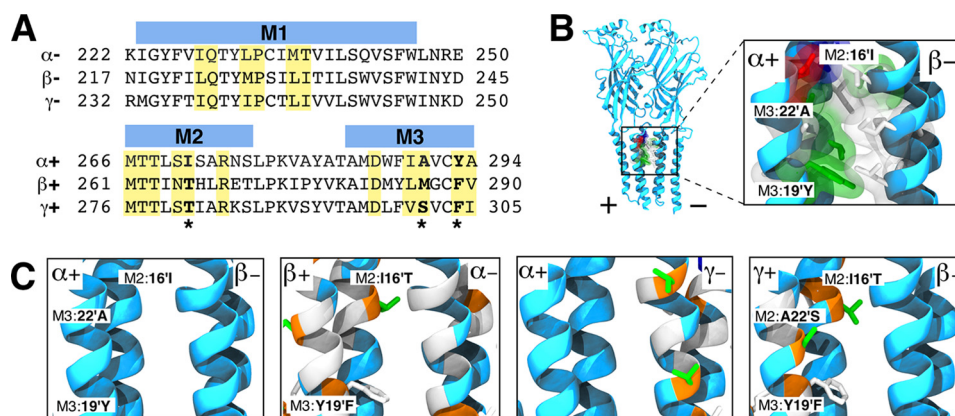 A
M1
α- 222 KIGYFVIQTYLPCIMTVILSQVSFWLNRE 250
β- 217 NIGYFILQTYMPSILITILSWVSFWINYD 245
γ- 232 RMGYFTIQTYIPCTLIVVLSWVSFWINKD 250
M2 M3
α+ 266 MTTLSISARNSLPKVAYATAMDWFIAVCYA 294
β+ 261 MTTINTHLRETLPKIPYVKAIDMYLMGCFV 290
γ+ 276 MTTLSTIARKSLPKVSYVTAMDLFVSVCFI 305
* * *
B
+ −
α+ M2:16'I β−
M3:22'A
M3:19'Y
C
α+ M2:16'I β−
M3:22'A
M3:19'Y
β+ M2:I16'T α−
M3:Y19'F
α+ γ−
γ+ M2:I16'T β−
M2:A22'S
M3:Y19'F